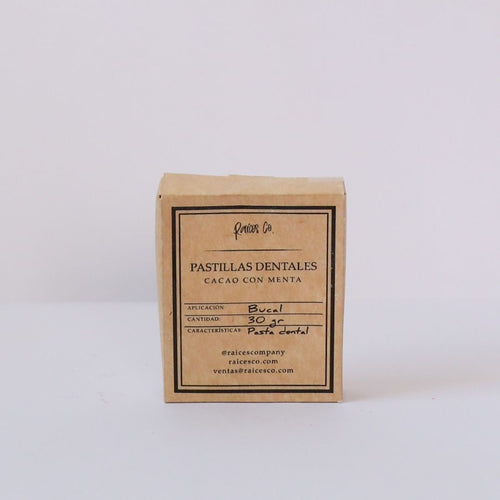 Raíces Co.
PASTILLAS DENTALES
CACAO CON MENTA
APLICACIÓN: Bucal
CANTIDAD: 30 gr
CARACTERÍSTICAS: Pasta dental
@raicescompany
raicesco.com
ventas@raicesco.com